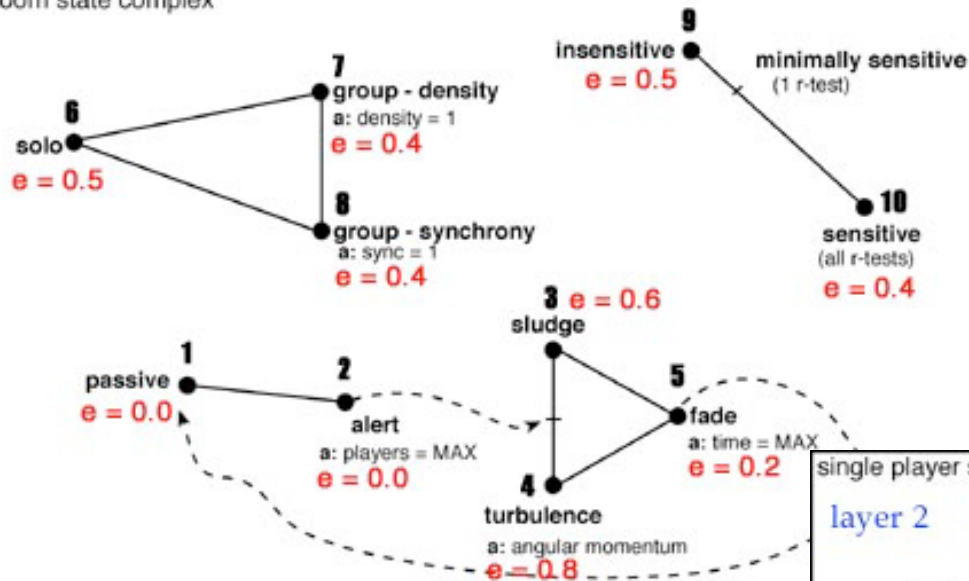 room state complex
7
group - density
a: density = 1
e = 0.4
6
solo
e = 0.5
8
group - synchrony
a: sync = 1
e = 0.4
9
insensitive
e = 0.5
minimally sensitive
(1 r-test)
10
sensitive
(all r-tests)
e = 0.4
1
passive
e = 0.0
2
alert
a: players = MAX
e = 0.0
3 e = 0.6
sludge
5
fade
a: time = MAX
e = 0.2
4
turbulence
a: angular momentum
e = 0.8
single player
layer 2